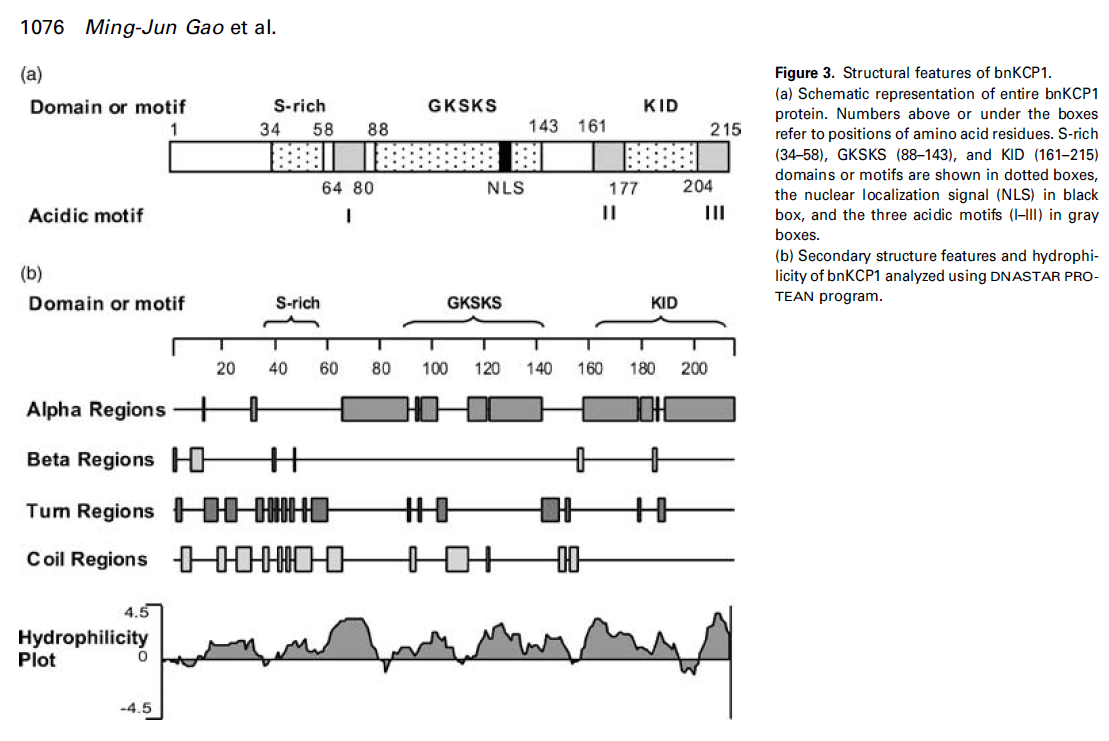 1076 Ming-Jun Gao et al.
(a)
Domain or motif S-rich GKSKS KID
1 34 58 88 143 161 215
64 80 NLS 177 204
Acidic motif I II III
(b)
Domain or motif S-rich GKSKS KID
20 40 60 80 100 120 140 160 180 200
Alpha Regions
Beta Regions
Turn Regions
Coil Regions
4.5
Hydrophilicity
Plot 0
-4.5
Figure 3. Structural features of bnKCP1.
(a) Schematic representation of entire bnKCP1
protein. Numbers above or under the boxes
refer to positions of amino acid residues. S-rich
(34–58), GKSKS (88–143), and KID (161–215)
domains or motifs are shown in dotted boxes,
the nuclear localization signal (NLS) in black
box, and the three acidic motifs (I–III) in gray
boxes.
(b) Secondary structure features and hydrophi-
licity of bnKCP1 analyzed using DNASTAR PRO-
TEAN program.